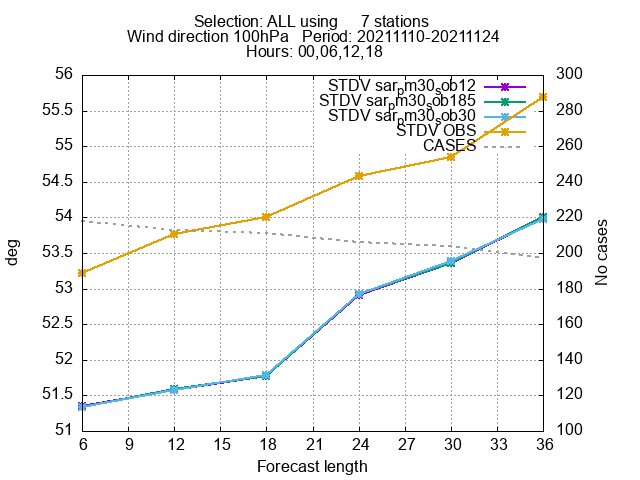 Selection: ALL using 7 stations
Wind direction 100hPa Period: 20211110-20211124
Hours: 00,06,12,18
56 300
STDV sar_pm30_sob12
STDV sar_pm30_sob185
55.5 280
STDV sar_pm30_sob30
STDV OBS
55 260
CASES
54.5 240
54 220
53.5 200
53 180
52.5 160
52 140
51.5 120
51 100
deg
No cases
6 9 12 15 18 21 24 27 30 33 36
Forecast length